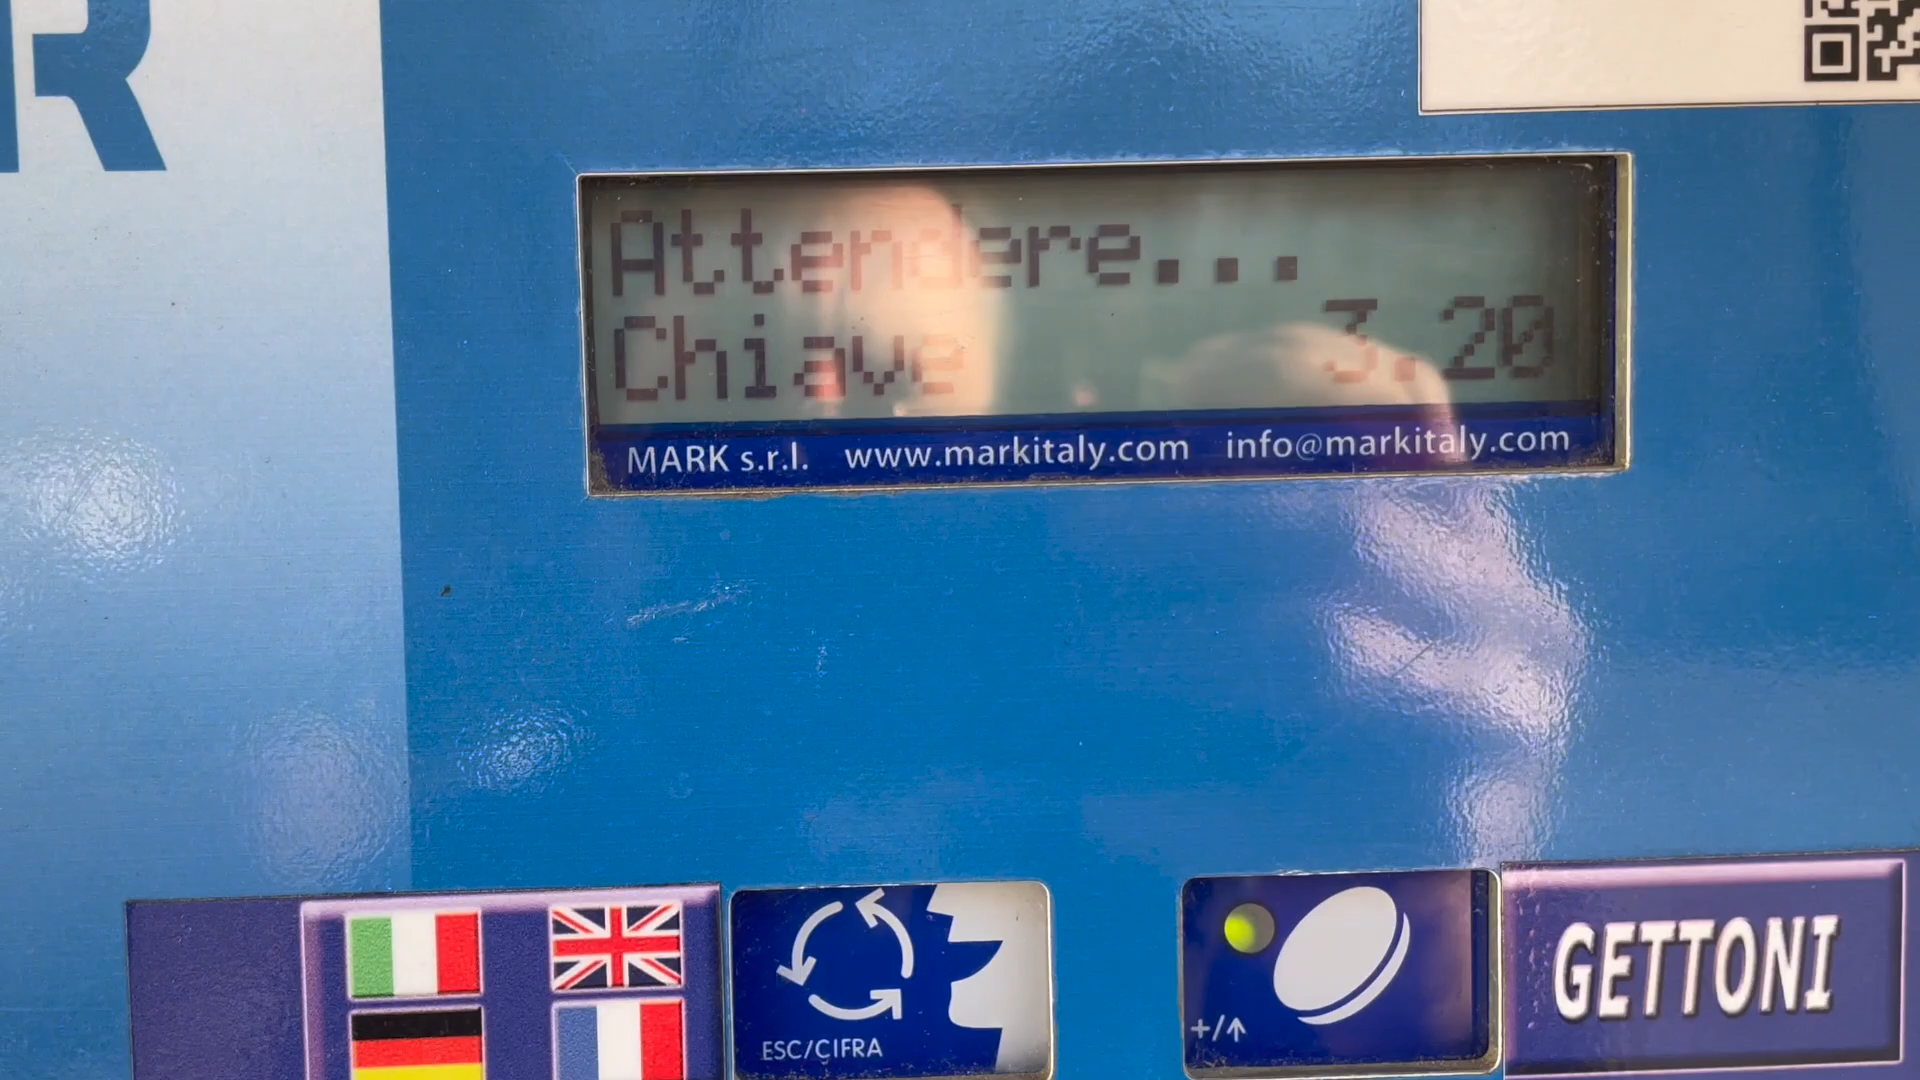 R
Attendere...
Chiave 3.20
MARK s.r.l. www.markitaly.com info@markitaly.com
ESC/CIFRA
+/↑
GETTONI